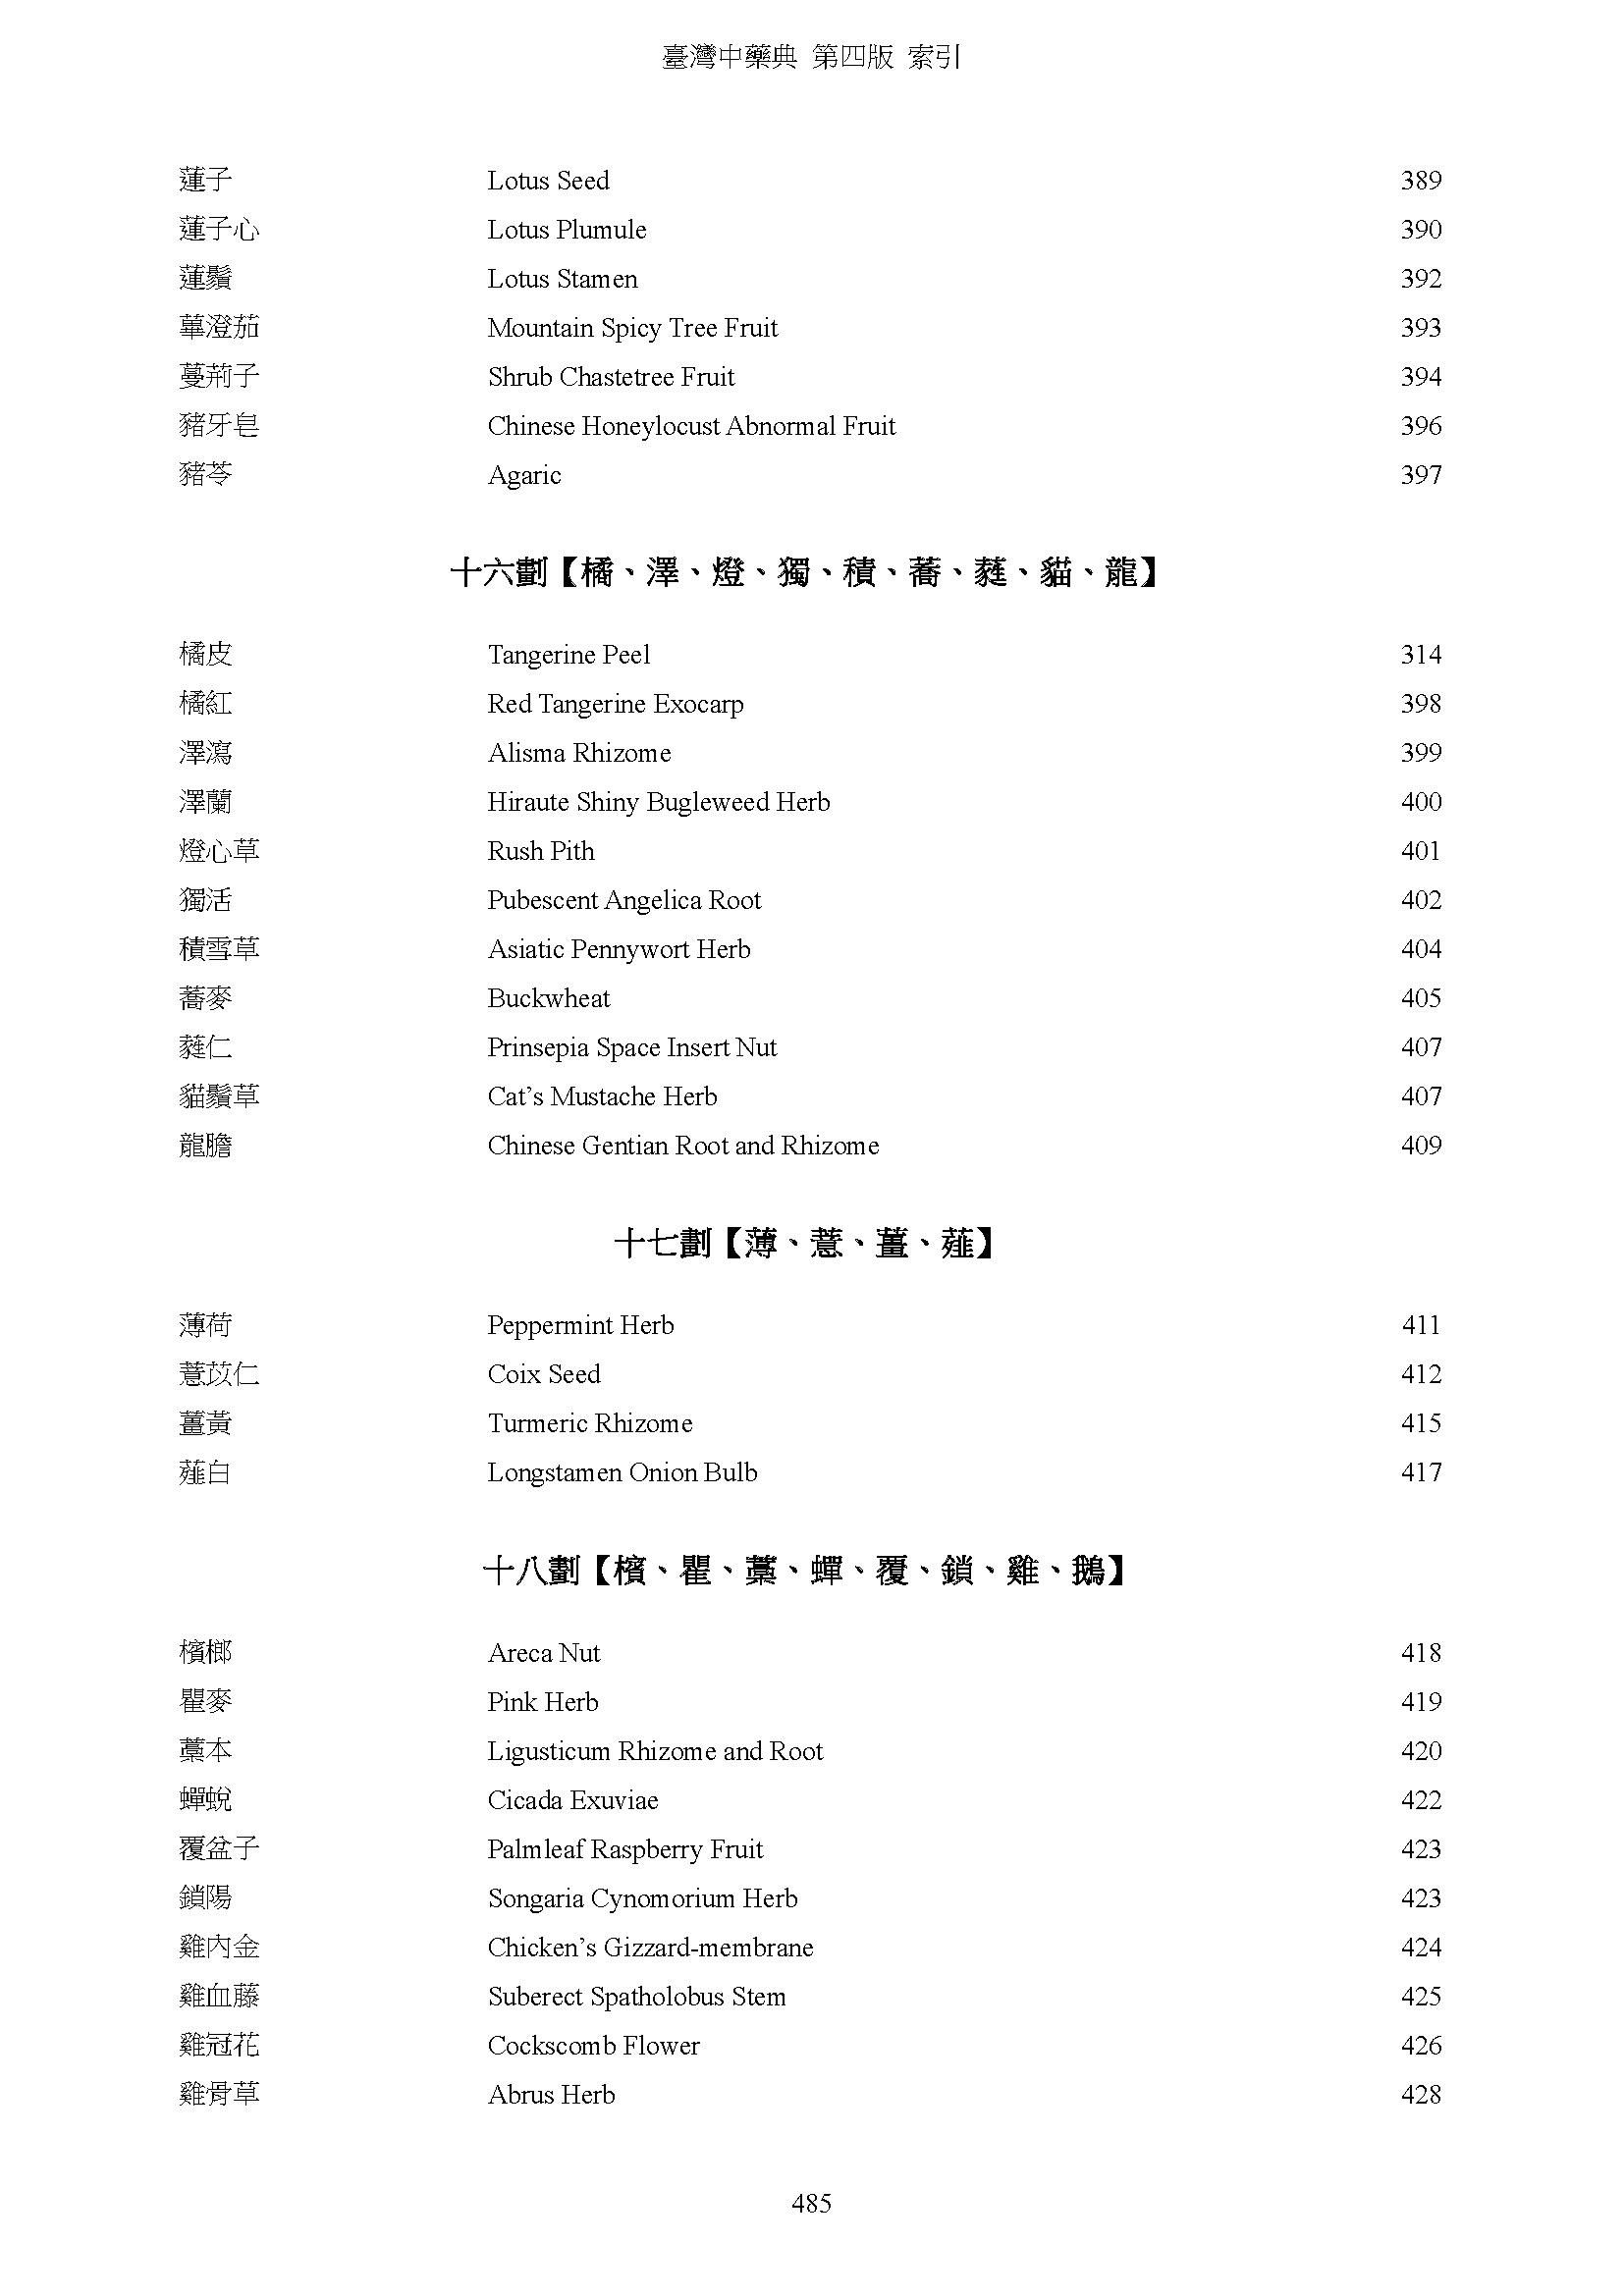 臺灣中藥典 第四版 索引
蓮子 Lotus Seed 389
蓮子心 Lotus Plumule 390
蓮鬚 Lotus Stamen 392
蓽澄茄 Mountain Spicy Tree Fruit 393
蔓荊子 Shrub Chastetree Fruit 394
豬牙皂 Chinese Honeylocust Abnormal Fruit 396
豬苓 Agaric 397
十六劃【橘、澤、燈、獨、積、蕎、蕤、貓、龍】
橘皮 Tangerine Peel 314
橘紅 Red Tangerine Exocarp 398
澤瀉 Alisma Rhizome 399
澤蘭 Hiraute Shiny Bugleweed Herb 400
燈心草 Rush Pith 401
獨活 Pubescent Angelica Root 402
積雪草 Asiatic Pennywort Herb 404
蕎麥 Buckwheat 405
蕤仁 Prinsepia Space Insert Nut 407
貓鬚草 Cat’s Mustache Herb 407
龍膽 Chinese Gentian Root and Rhizome 409
十七劃【薄、薏、薑、薤】
薄荷 Peppermint Herb 411
薏苡仁 Coix Seed 412
薑黃 Turmeric Rhizome 415
薤白 Longstamen Onion Bulb 417
十八劃【檳、瞿、藁、蟬、覆、鎖、雞、鵝】
檳榔 Areca Nut 418
瞿麥 Pink Herb 419
藁本 Ligusticum Rhizome and Root 420
蟬蛻 Cicada Exuviae 422
覆盆子 Palmleaf Raspberry Fruit 423
鎖陽 Songaria Cynomorium Herb 423
雞內金 Chicken’s Gizzard-membrane 424
雞血藤 Suberect Spatholobus Stem 425
雞冠花 Cockscomb Flower 426
雞骨草 Abrus Herb 428
485